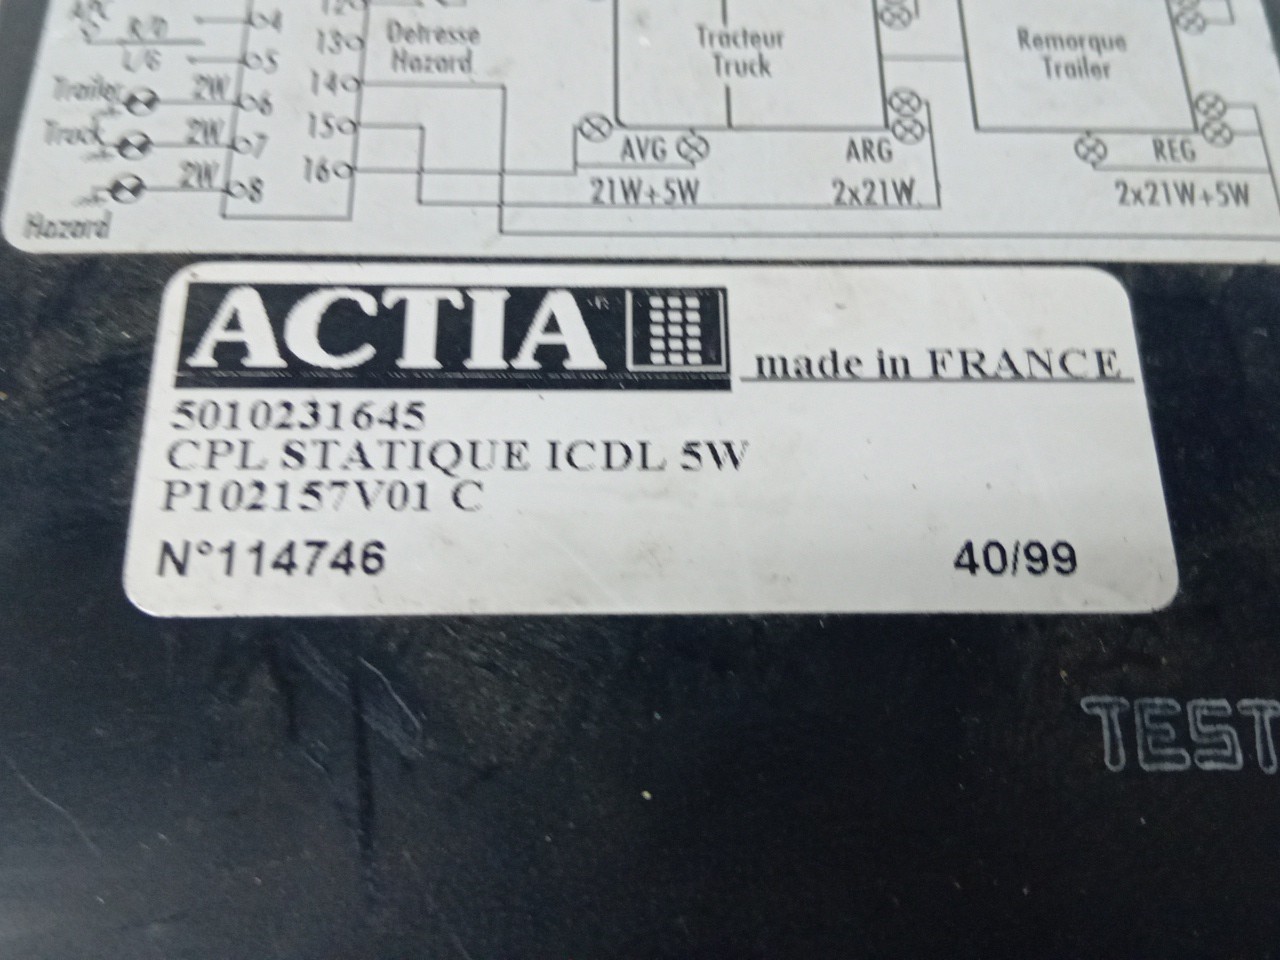 R/D
4
13
Detresse
Hazard
Tracteur
Truck
Remorque
Trailer
L/G
5
Trailer
2W
6
14
Truck
2W
7
15
AVG
ARG
REG
2W
8
16
21W+5W
2x21W
2x21W+5W
Hazard
ACTIA
made in FRANCE
5010231645
CPL STATIQUE ICDL 5W
P102157V01 C
N°114746
40/99
TEST